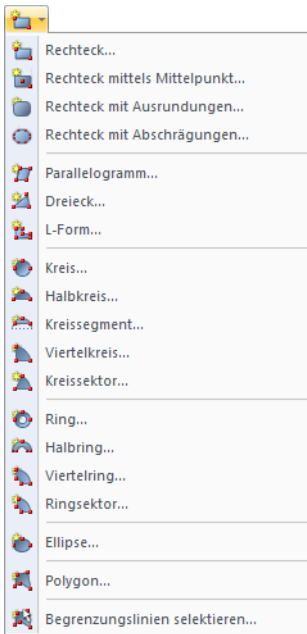 Rechteck...
Rechteck mittels Mittelpunkt...
Rechteck mit Ausrundungen...
Rechteck mit Abschrägungen...
Parallelogramm...
Dreieck...
L-Form...
Kreis...
Halbkreis...
Kreissegment...
Viertelkreis...
Kreissektor...
Ring...
Halbring...
Viertelring...
Ringsektor...
Ellipse...
Polygon...
Begrenzungslinien selektieren...